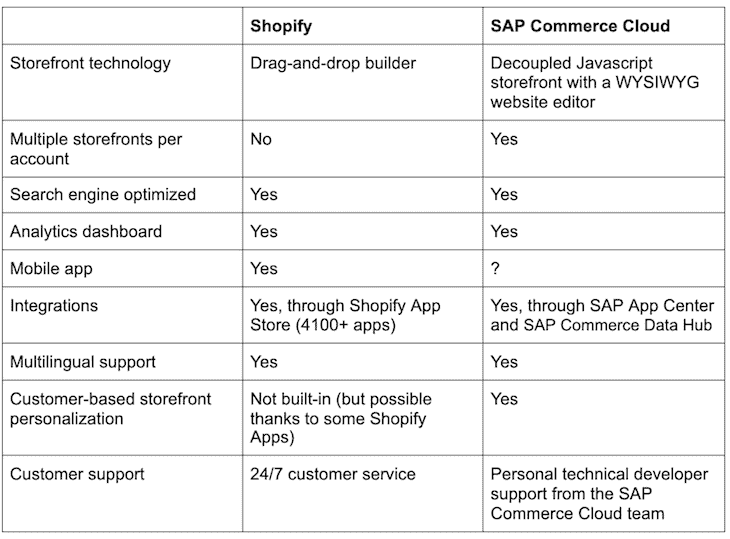 Shopify
SAP Commerce Cloud
Storefront technology
Drag-and-drop builder
Decoupled Javascript
storefront with a WYSIWYG
website editor
Multiple storefronts per
account
No
Yes
Search engine optimized
Yes
Yes
Analytics dashboard
Yes
Yes
Mobile app
Yes
?
Integrations
Yes, through Shopify App
Store (4100+ apps)
Yes, through SAP App Center
and SAP Commerce Data Hub
Multilingual support
Yes
Yes
Customer-based storefront
personalization
Not built-in (but possible
thanks to some Shopify
Apps)
Yes
Customer support
24/7 customer service
Personal technical developer
support from the SAP
Commerce Cloud team